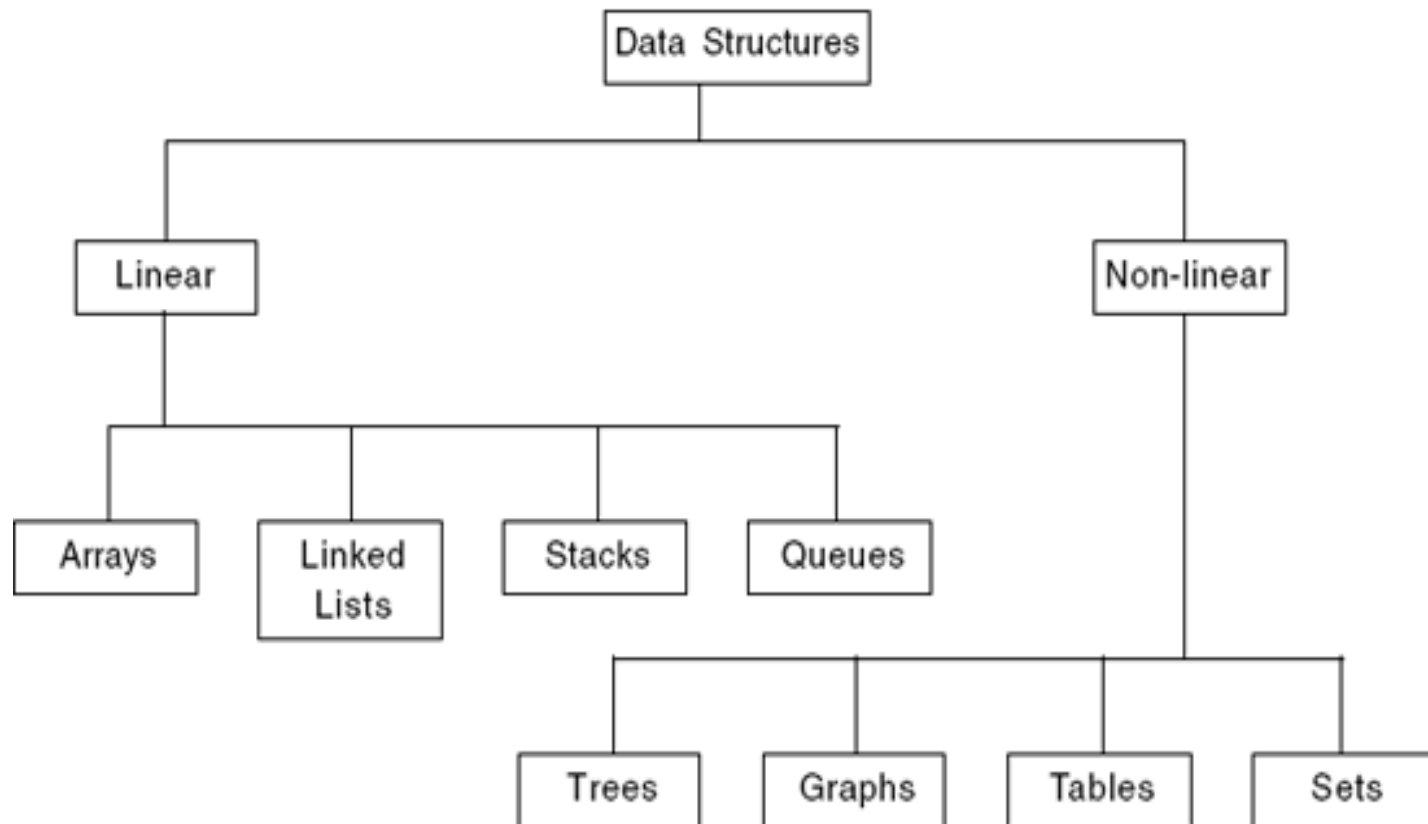 Data Structures
Linear
Non-linear
Arrays
Linked
Lists
Stacks
Queues
Trees
Graphs
Tables
Sets